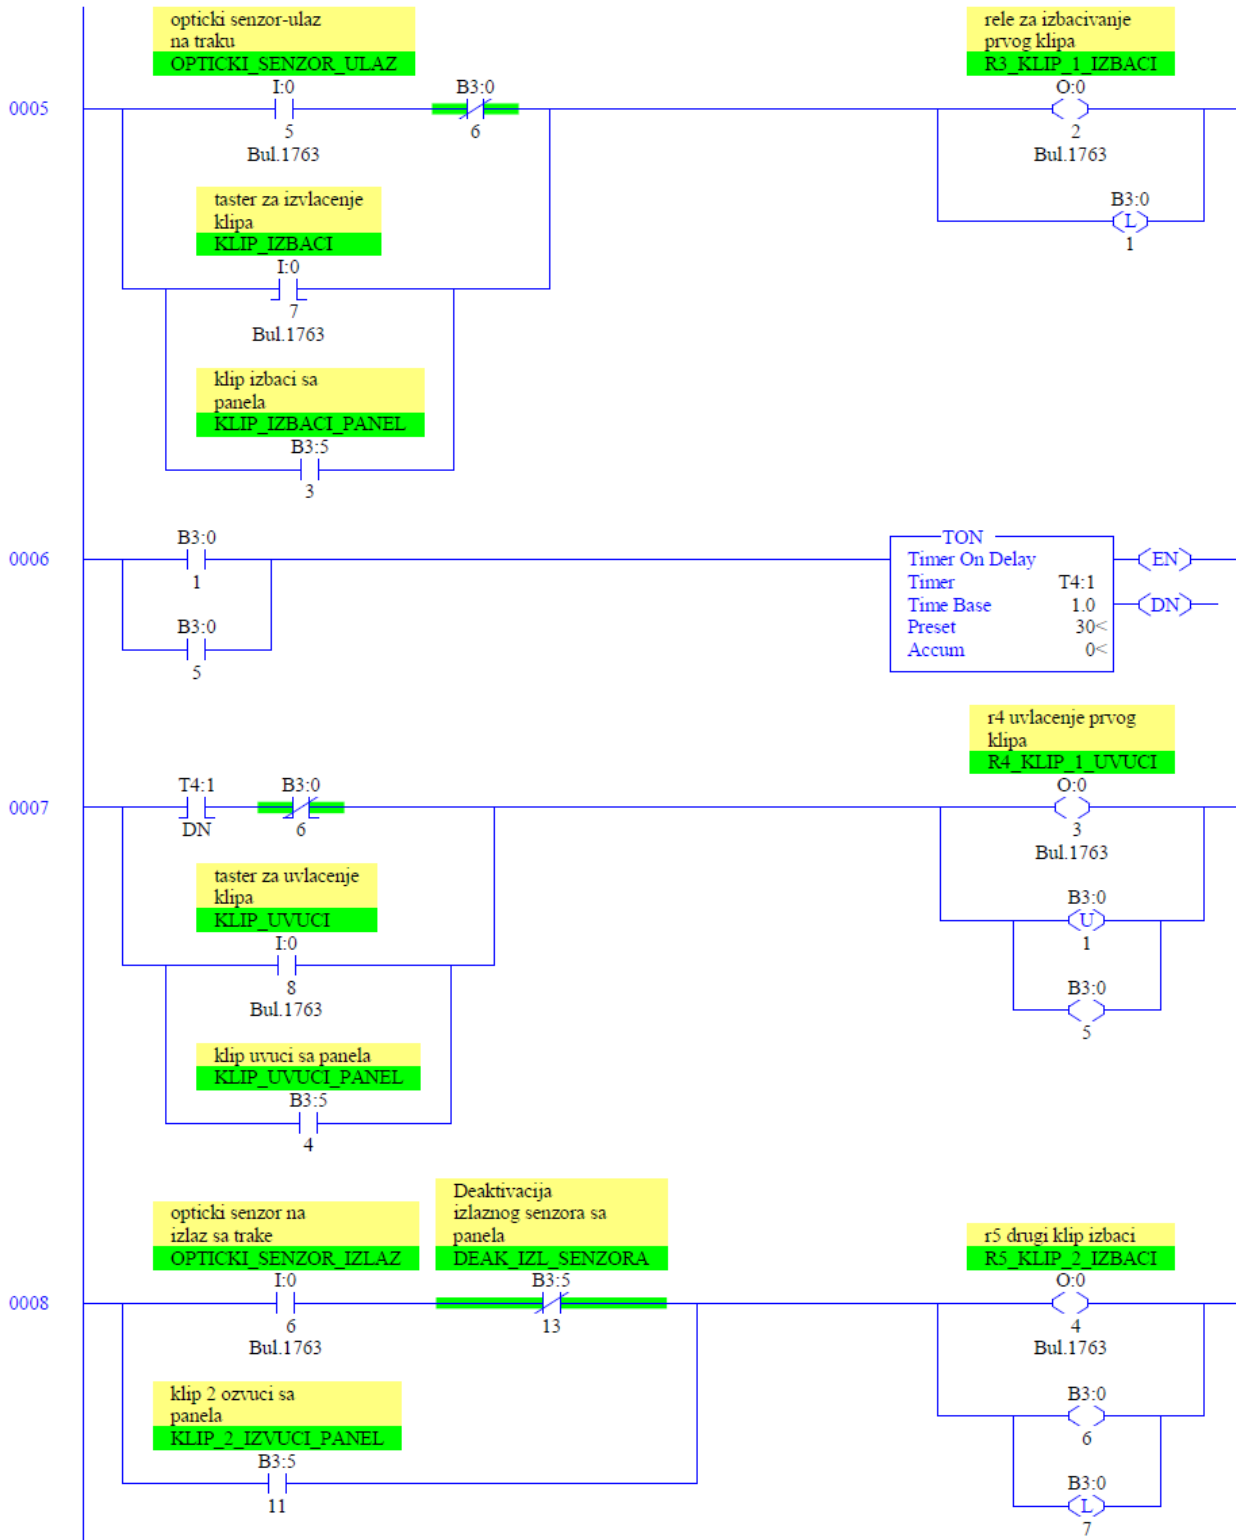 opticki senzor-ulaz
na traku
OPTICKI_SENZOR_ULAZ
rele za izbacivanje
prvog klipa
R3_KLIP_1_IZBACI
0005
I:0
5
Bul.1763
B3:0
6
O:0
2
Bul.1763
taster za izvlacenje
klipa
KLIP_IZBACI
I:0
7
Bul.1763
B3:0
L
1
klip izbaci sa
panela
KLIP_IZBACI_PANEL
B3:5
3
0006
B3:0
1
B3:0
5
TON
Timer On Delay
Timer T4:1
Time Base 1.0
Preset 30<
Accum 0<
EN
DN
r4 uvlacenje prvog
klipa
R4_KLIP_1_UVUCI
0007
T4:1
DN
B3:0
6
O:0
3
Bul.1763
taster za uvlacenje
klipa
KLIP_UVUCI
I:0
8
Bul.1763
B3:0
U
1
B3:0
5
klip uvuci sa panela
KLIP_UVUCI_PANEL
B3:5
4
opticki senzor na
izlaz sa trake
OPTICKI_SENZOR_IZLAZ
Deaktivacija
izlaznog senzora sa
panela
DEAK_IZL_SENZORA
r5 drugi klip izbaci
R5_KLIP_2_IZBACI
0008
I:0
6
Bul.1763
B3:5
13
O:0
4
Bul.1763
klip 2 ozvuci sa
panela
KLIP_2_IZVUCI_PANEL
B3:5
11
B3:0
6
B3:0
L
7